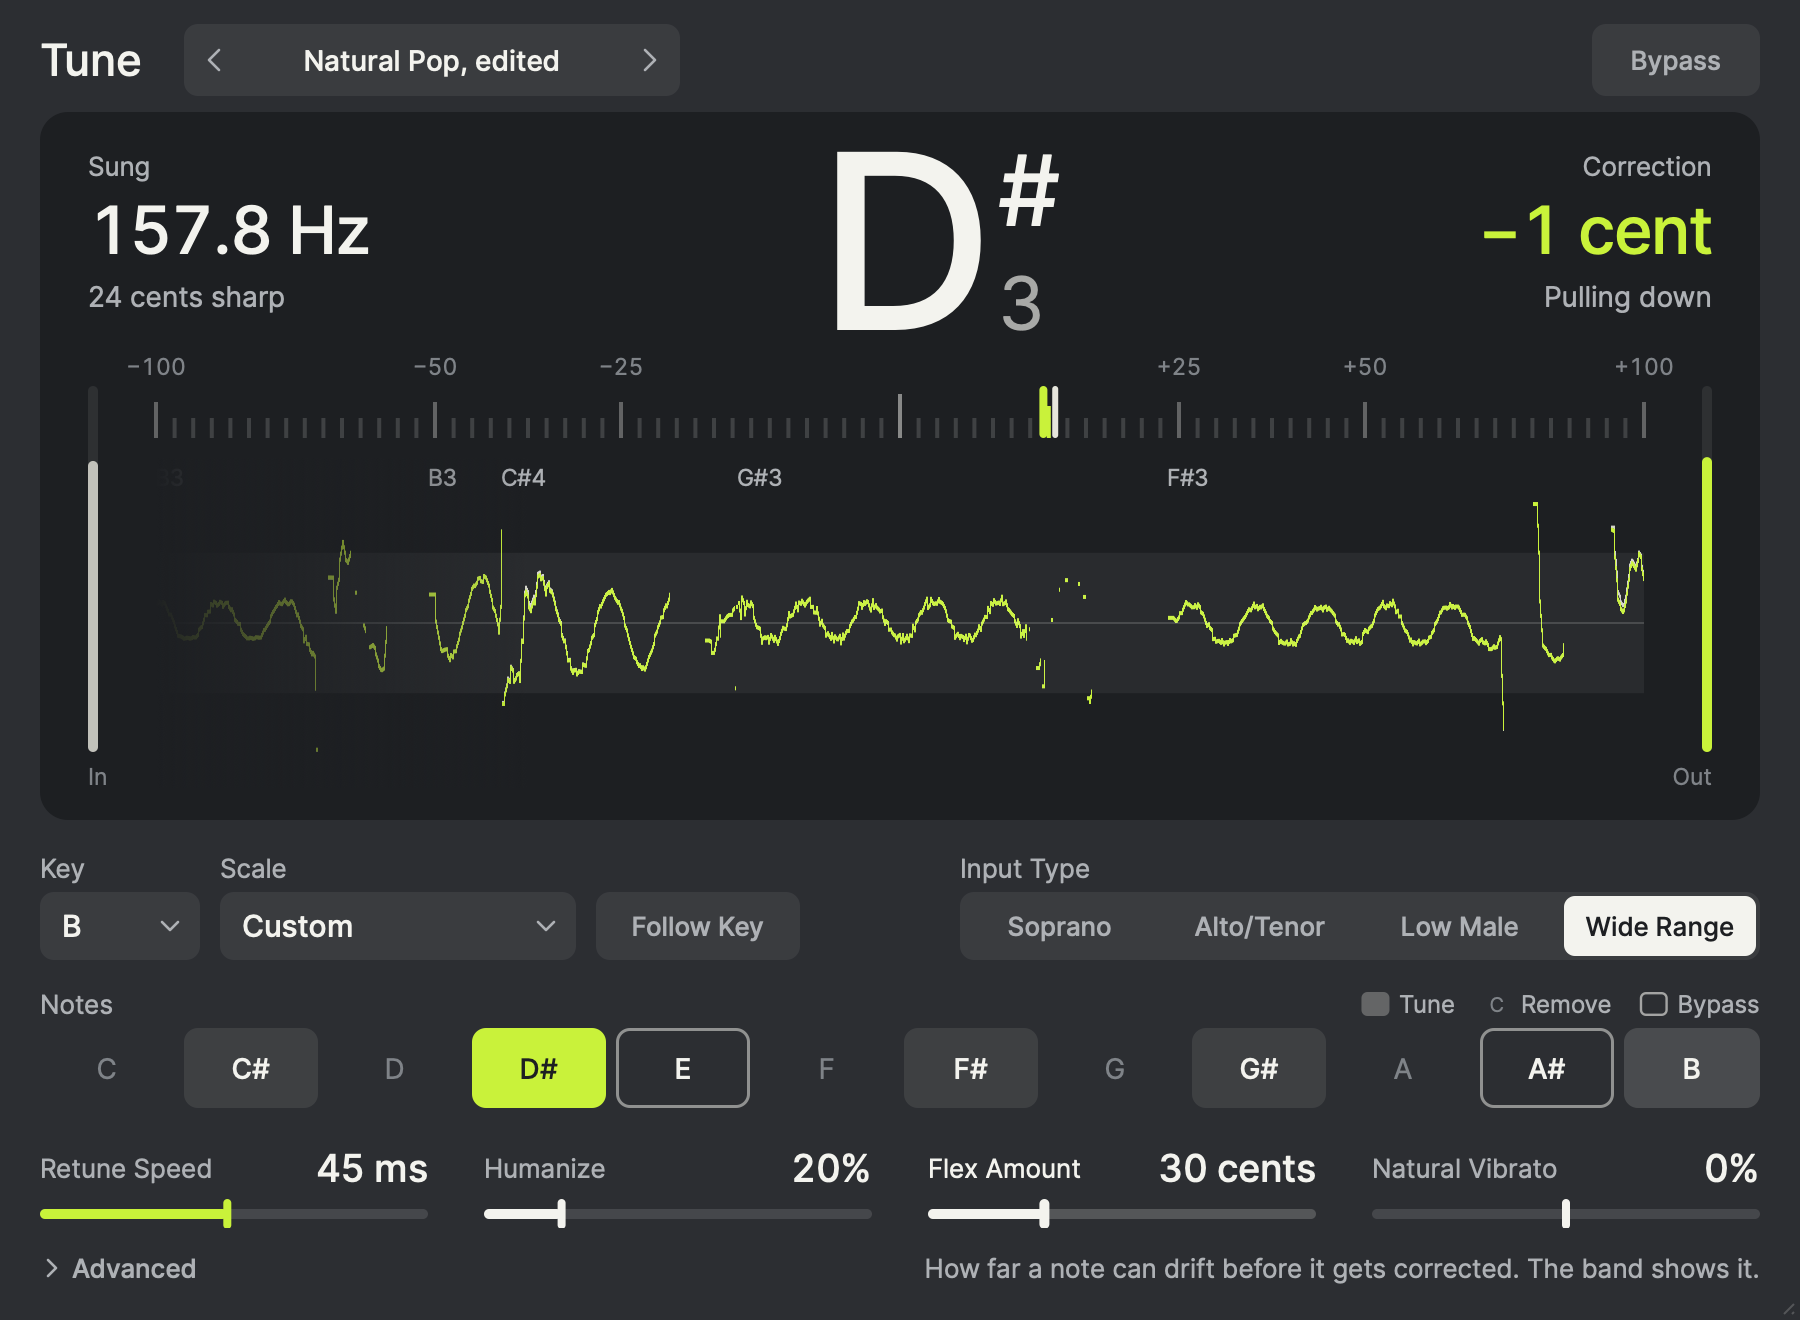 Tune
Natural Pop, edited
Bypass
Sung
157.8 Hz
24 cents sharp
D#
3
Correction
−1 cent
Pulling down
−100 −50 −25 +25 +50 +100
B3 C#4 G#3 F#3
In
Out
Key
Scale
Input Type
B
Custom
Follow Key
Soprano
Alto/Tenor
Low Male
Wide Range
Notes
Tune
C Remove
Bypass
C C# D D# E F F# G G# A A# B
Retune Speed 45 ms
Humanize 20%
Flex Amount 30 cents
Natural Vibrato 0%
Advanced
How far a note can drift before it gets corrected. The band shows it.